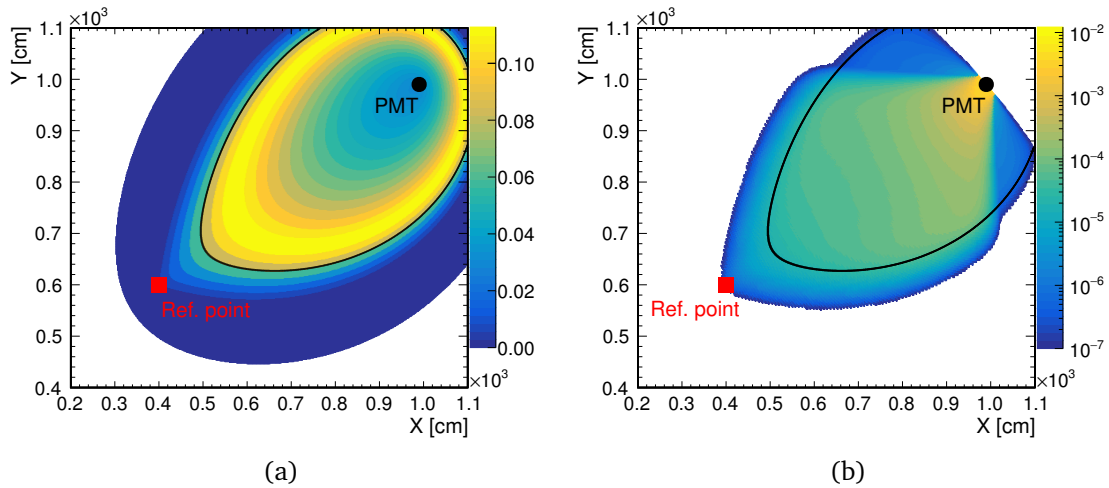 ×10³ ×10³
Y [cm] 1.1 1.0 0.9 0.8 0.7 0.6 0.5 0.4
PMT
Ref. point
0.10 0.08 0.06 0.04 0.02 0.00
×10³
0.2 0.3 0.4 0.5 0.6 0.7 0.8 0.9 1.0 1.1
X [cm]
(a)
Y [cm] 1.1 1.0 0.9 0.8 0.7 0.6 0.5 0.4
PMT
Ref. point
10⁻² 10⁻³ 10⁻⁴ 10⁻⁵ 10⁻⁶ 10⁻⁷
×10³
0.2 0.3 0.4 0.5 0.6 0.7 0.8 0.9 1.0 1.1
X [cm]
(b)